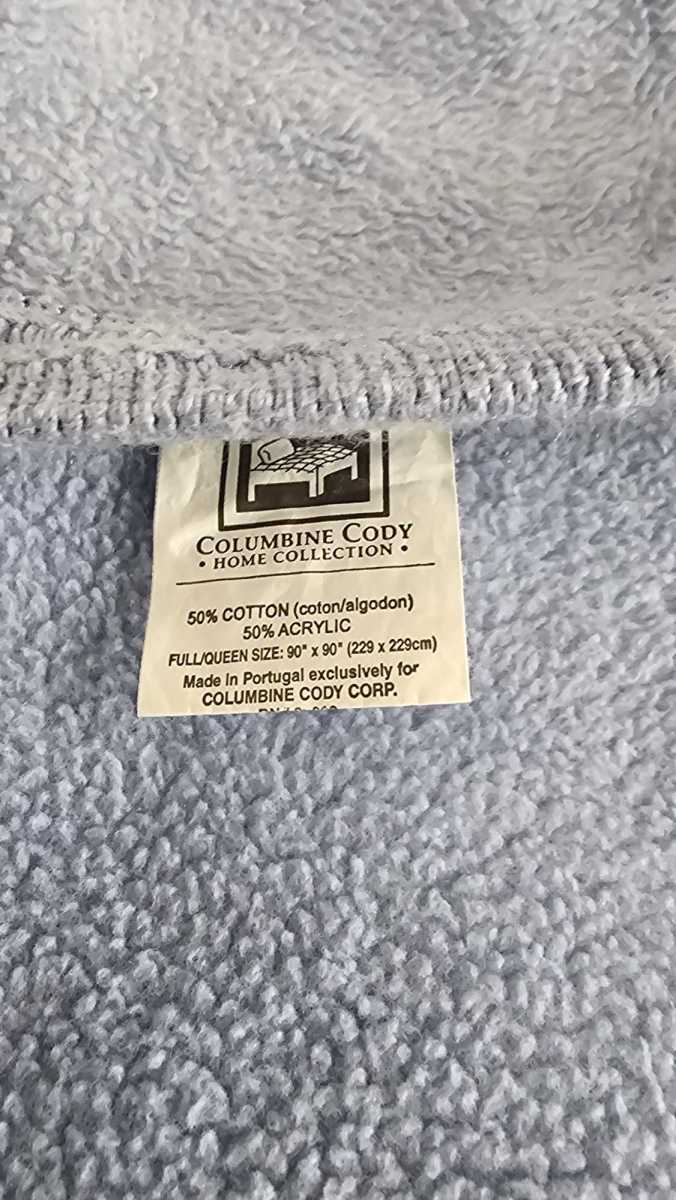 COLUMBINE CODY
• HOME COLLECTION •
50% COTTON (coton/algodon)
50% ACRYLIC
FULL/QUEEN SIZE: 90" x 90" (229 x 229cm)
Made in Portugal exclusively for
COLUMBINE CODY CORP.